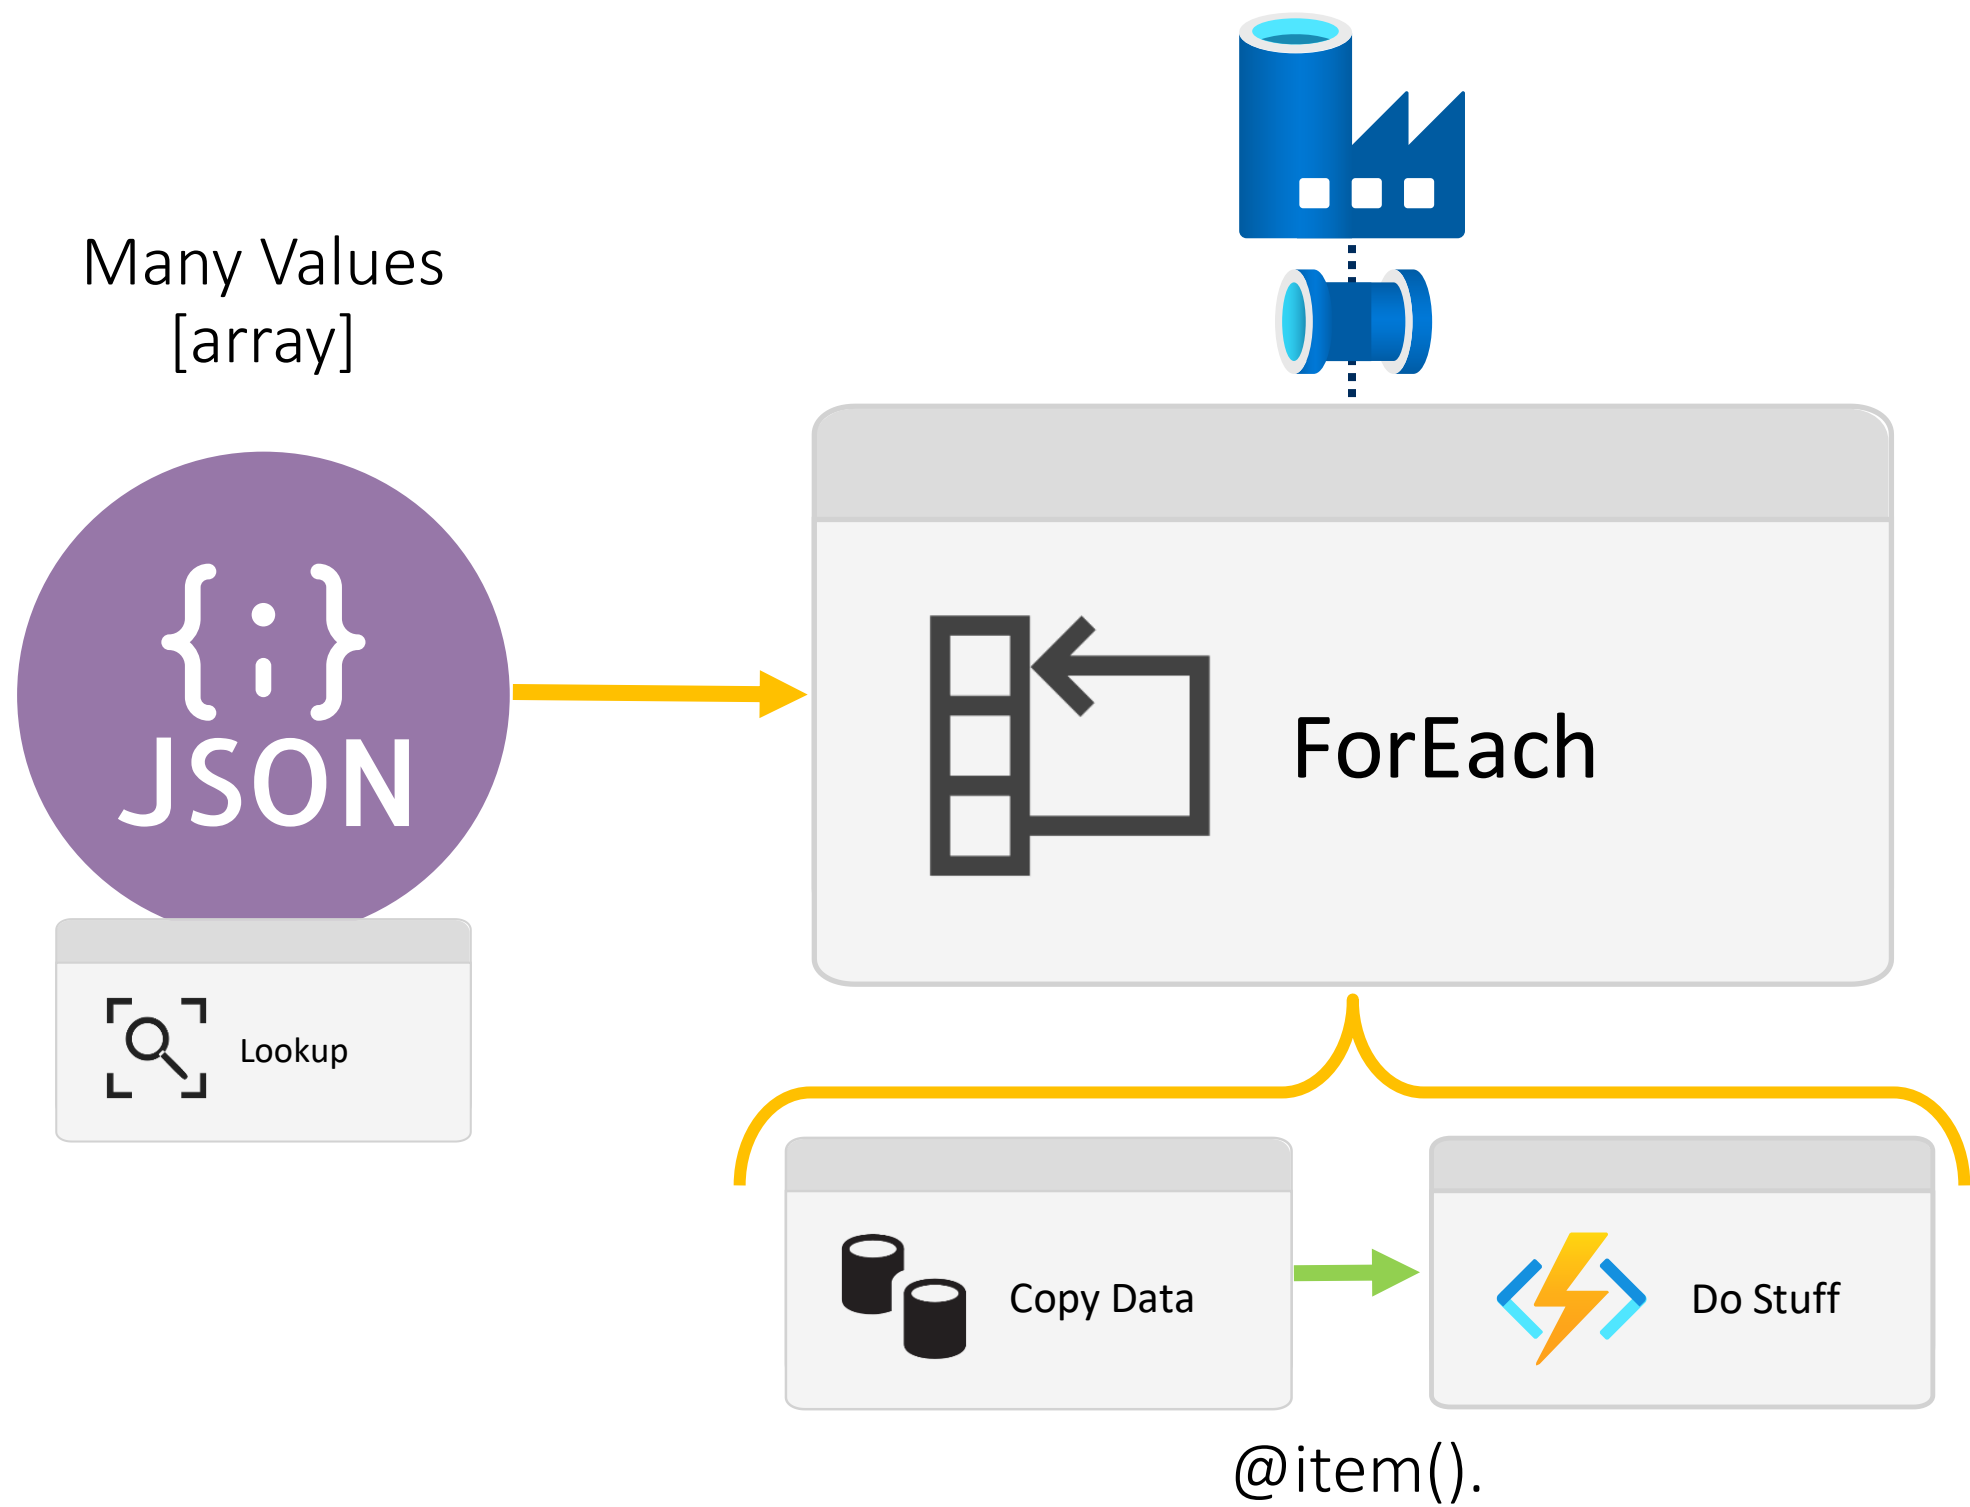 Many Values
[array]
{;}
JSON
Lookup
ForEach
Copy Data
Do Stuff
@item().